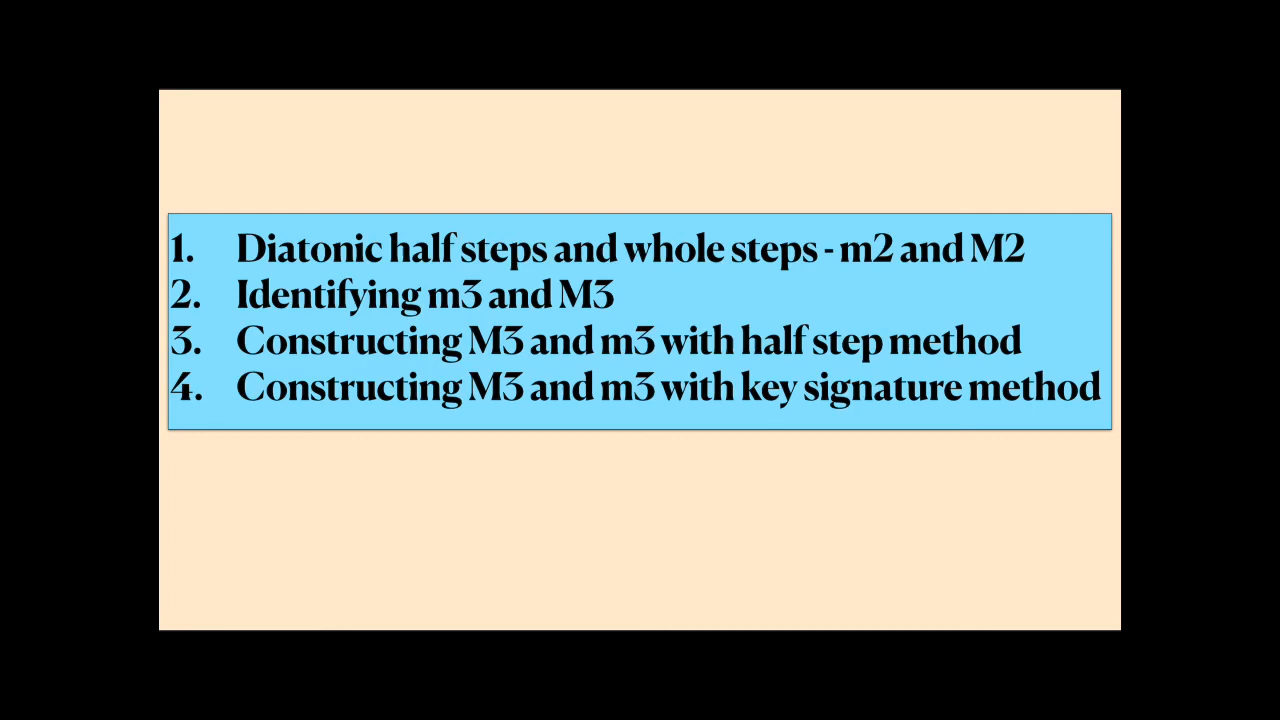 1. Diatonic half steps and whole steps - m2 and M2
2. Identifying m3 and M3
3. Constructing M3 and m3 with half step method
4. Constructing M3 and m3 with key signature method